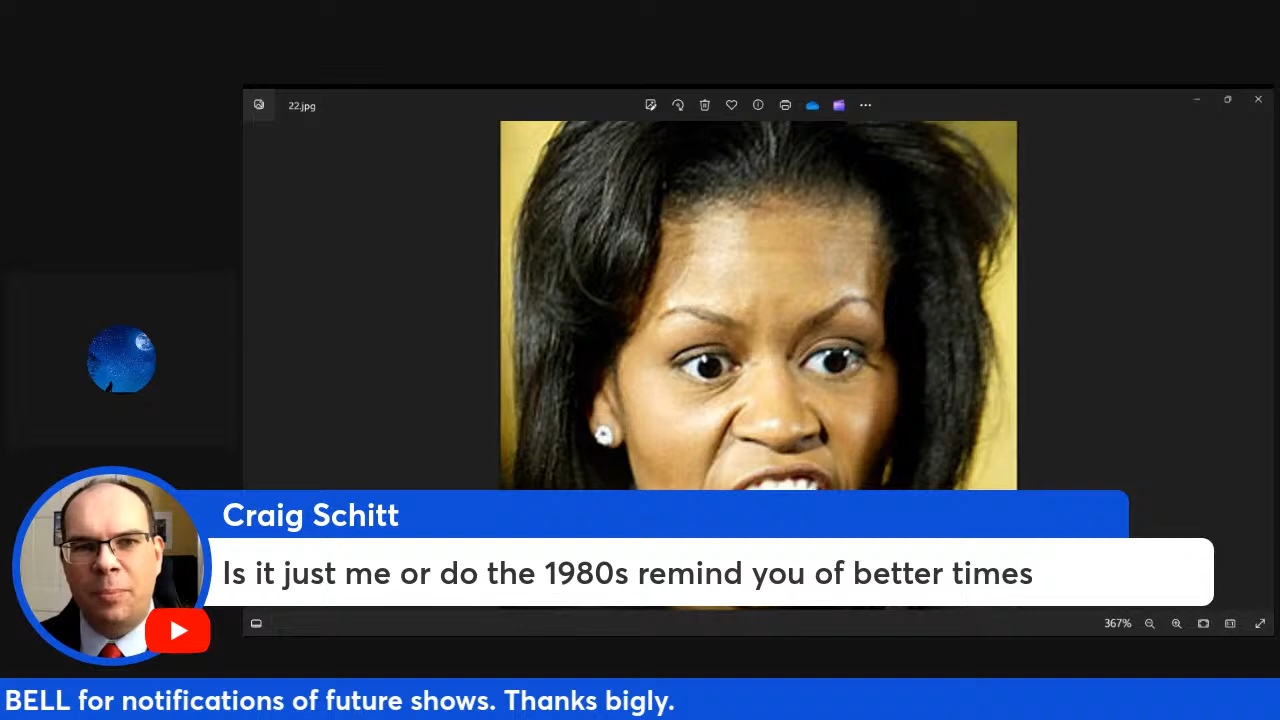 22.jpg
Craig Schitt
Is it just me or do the 1980s remind you of better times
367%
BELL for notifications of future shows. Thanks bigly.